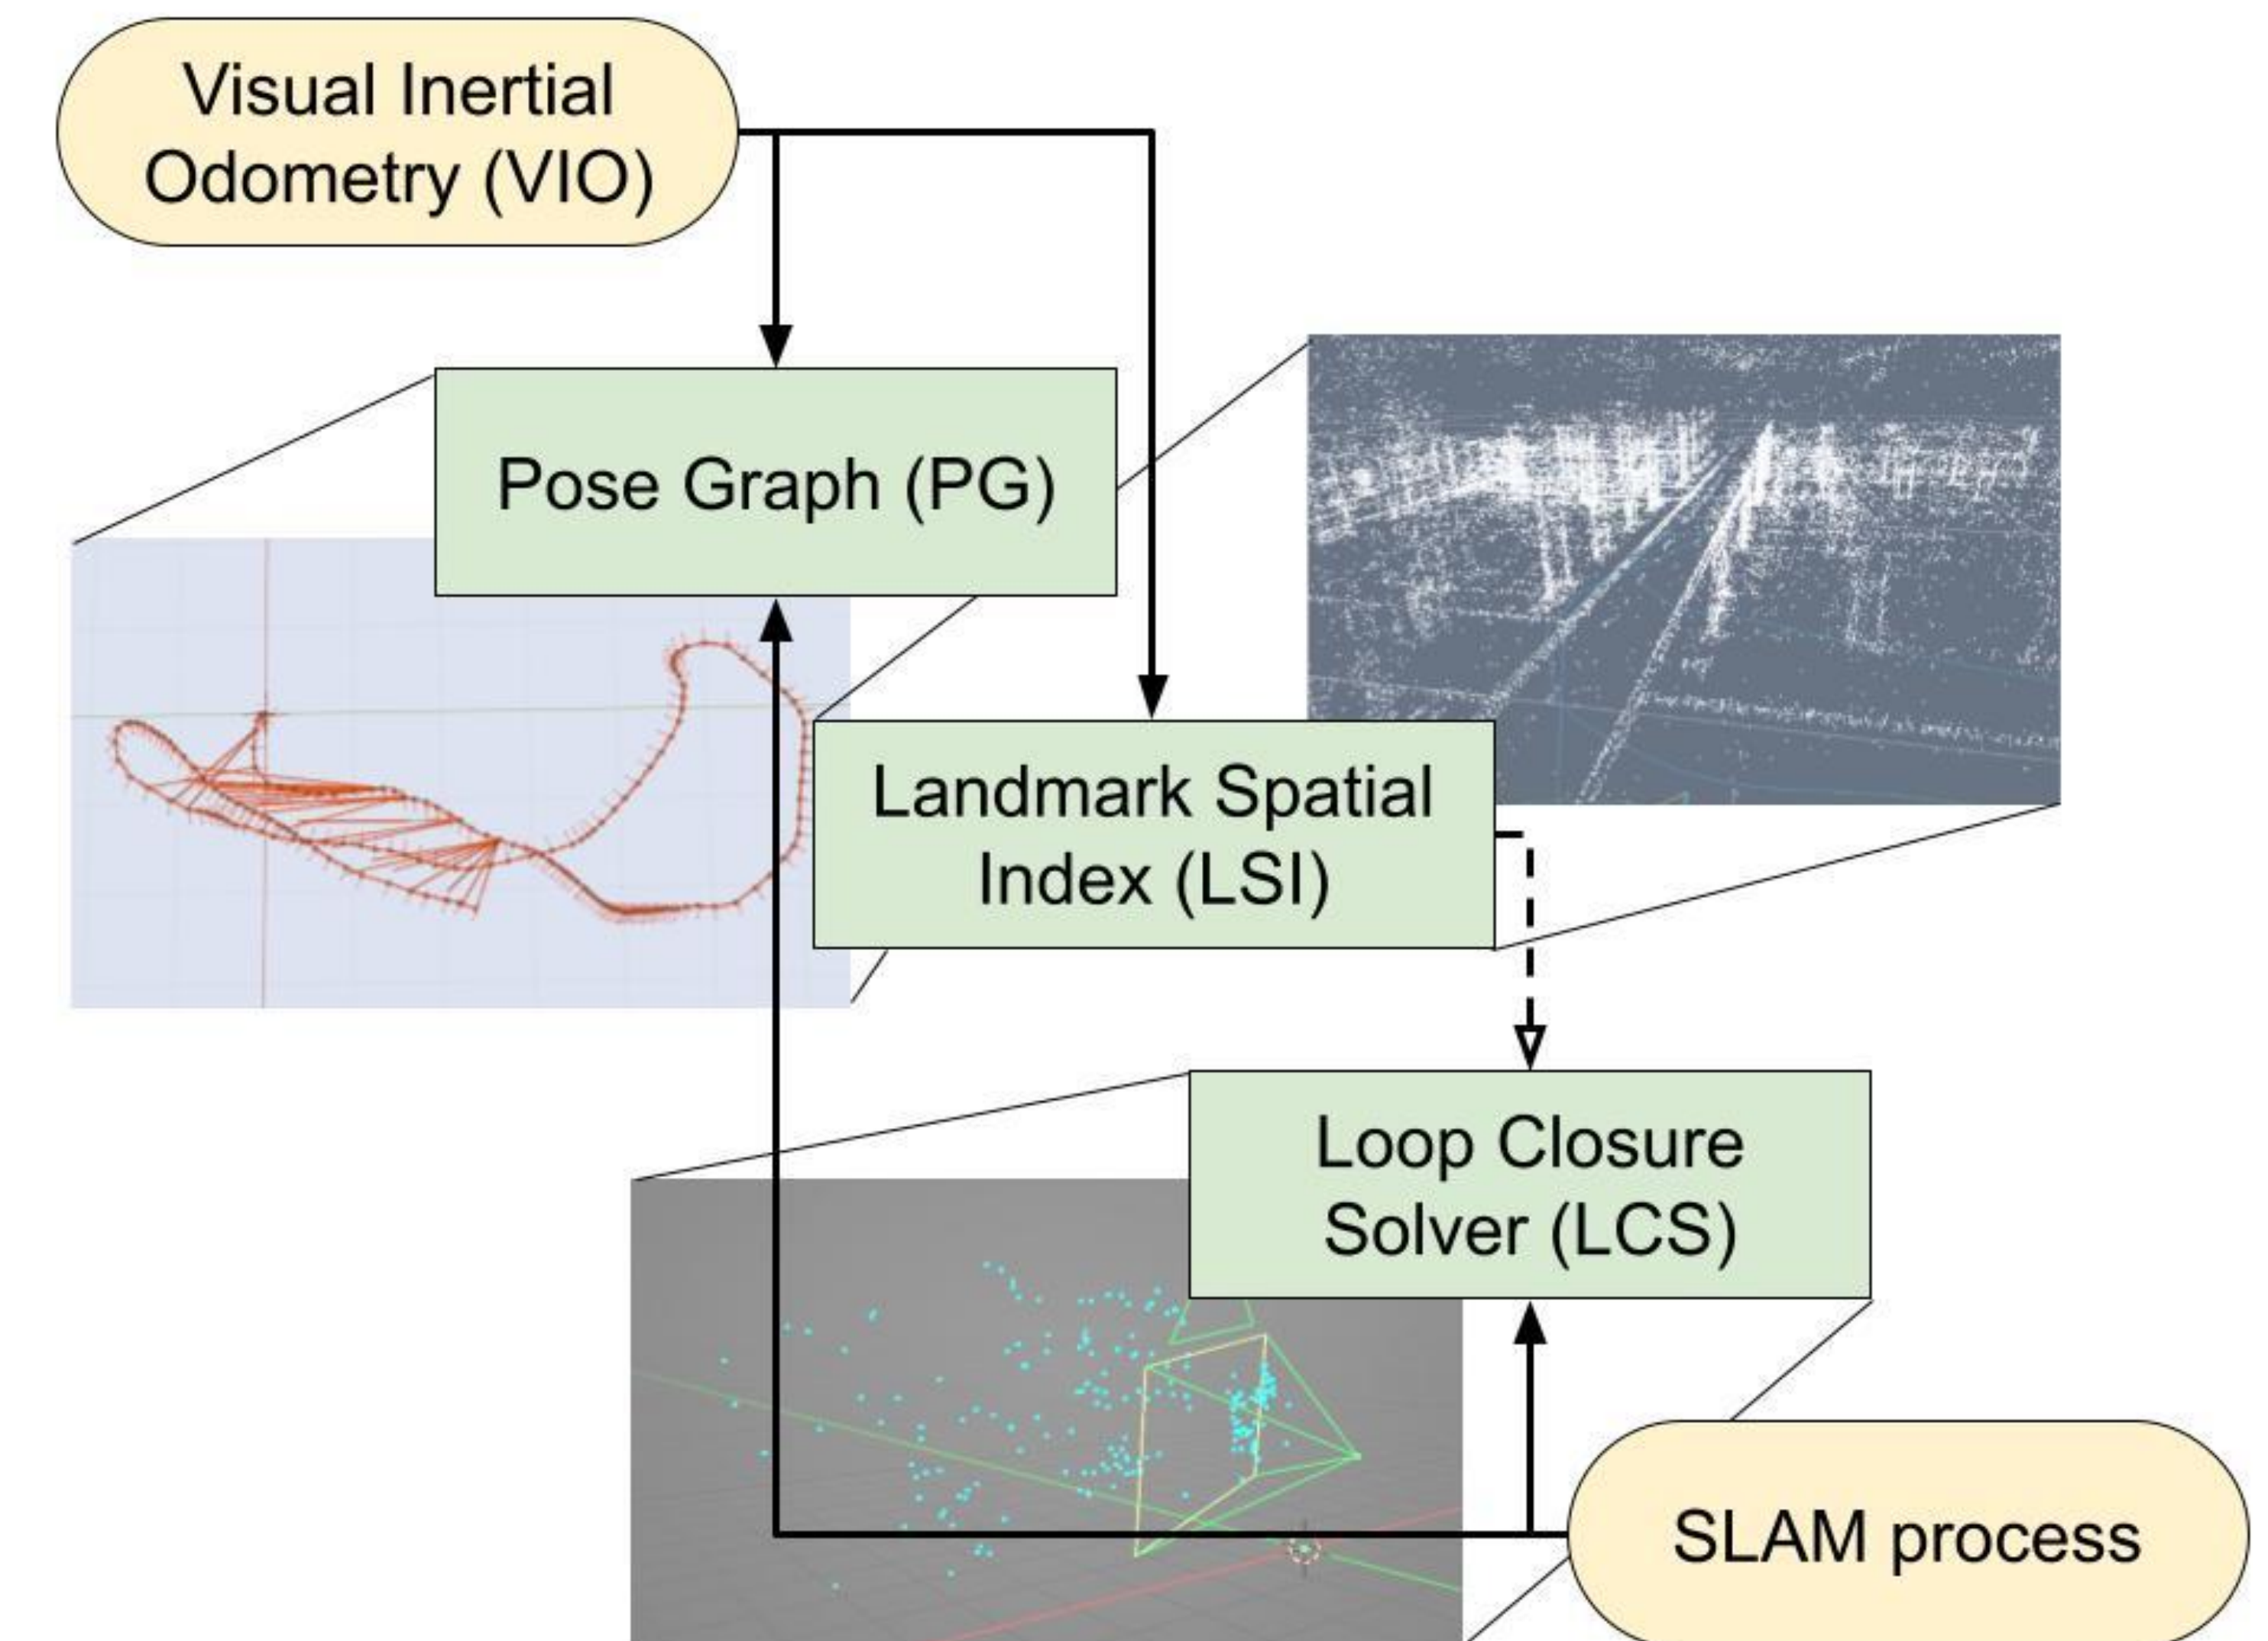 Visual Inertial
Odometry (VIO)
Pose Graph (PG)
Landmark Spatial
Index (LSI)
Loop Closure
Solver (LCS)
SLAM process